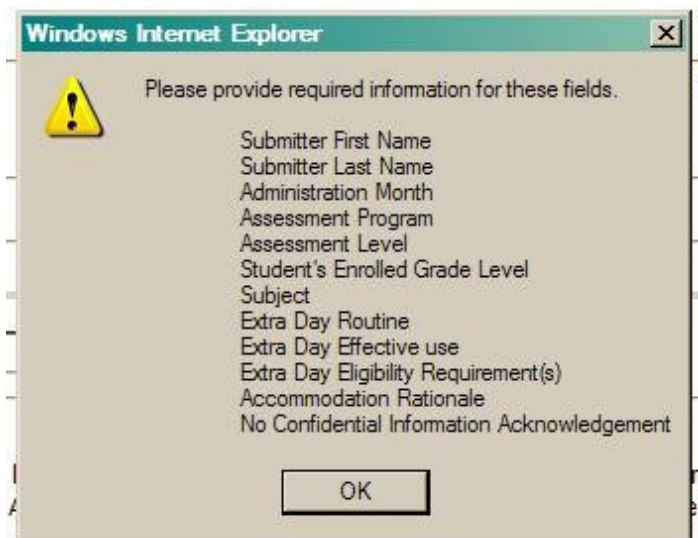 Windows Internet Explorer
Please provide required information for these fields.
Submitter First Name
Submitter Last Name
Administration Month
Assessment Program
Assessment Level
Student's Enrolled Grade Level
Subject
Extra Day Routine
Extra Day Effective use
Extra Day Eligibility Requirement(s)
Accommodation Rationale
No Confidential Information Acknowledgement
OK